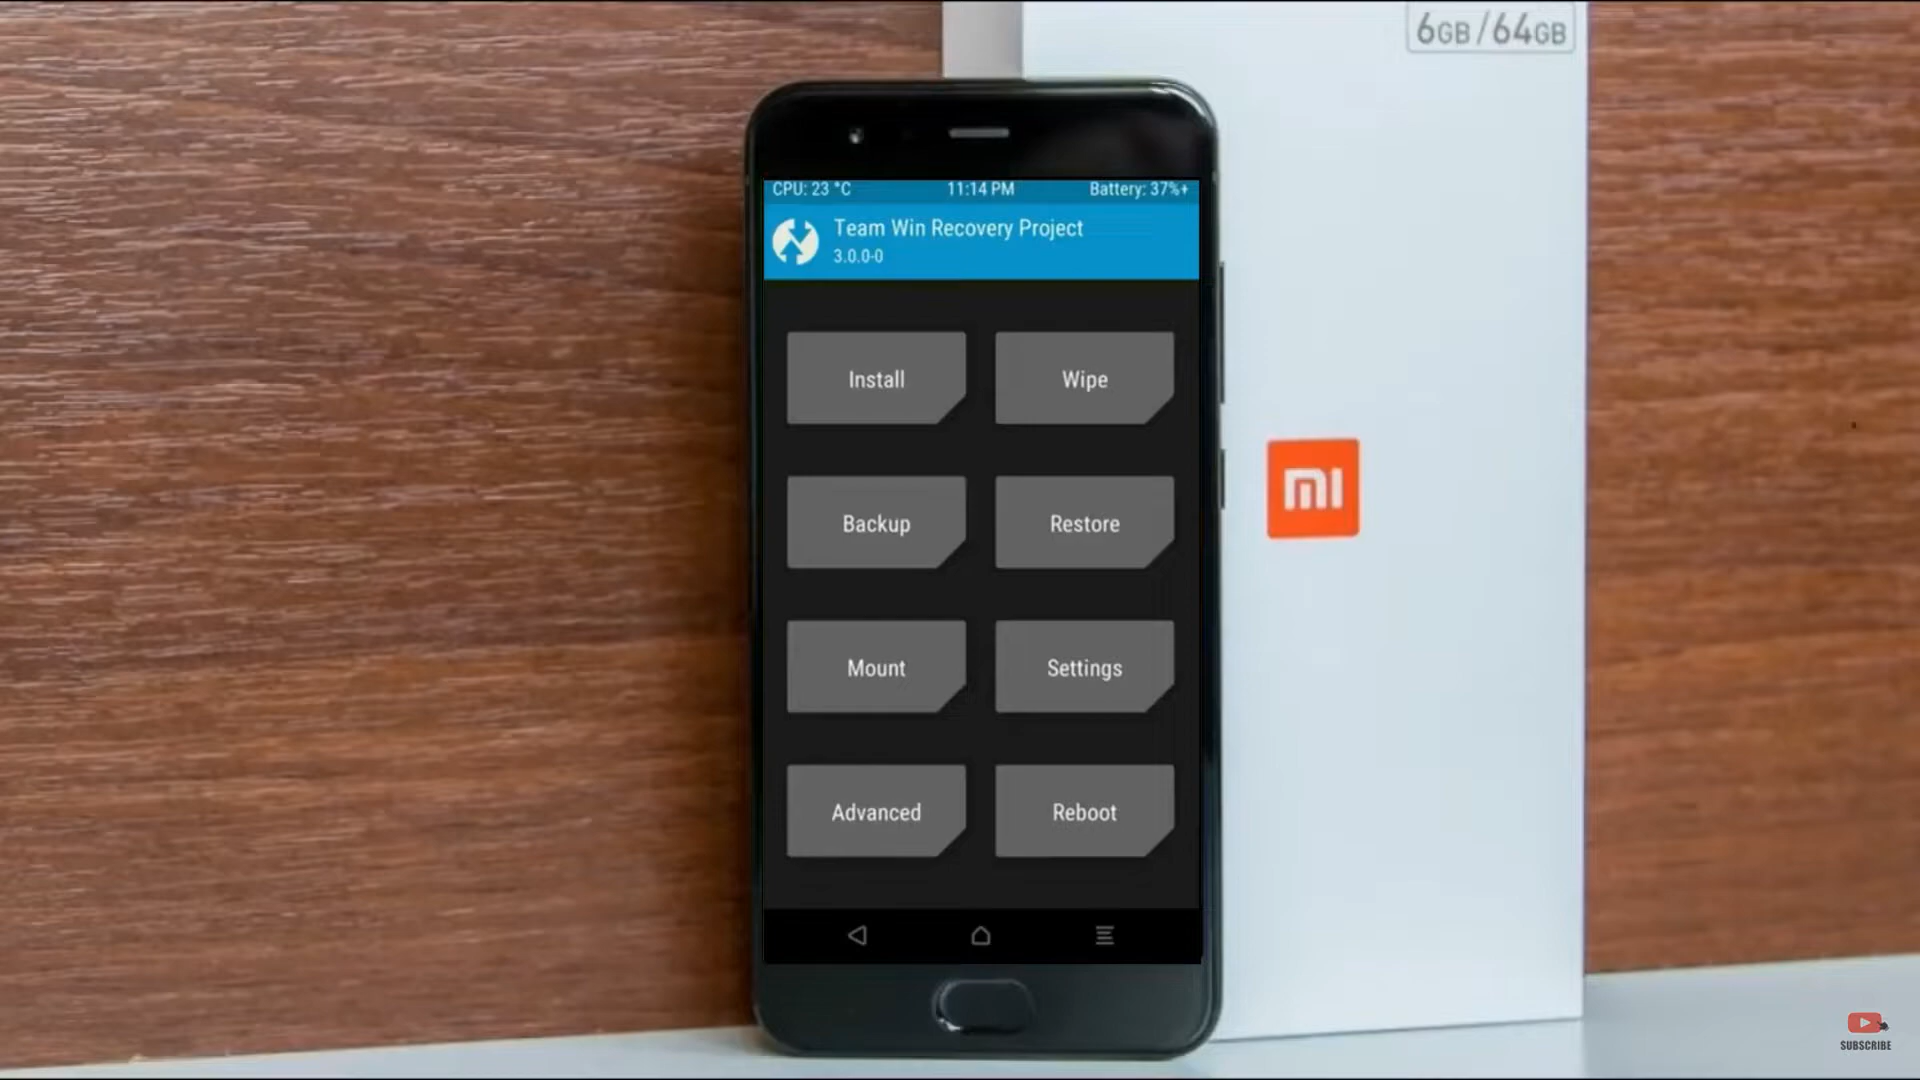 6GB/64GB
CPU: 23 °C 11:14 PM Battery: 37%+
Team Win Recovery Project
3.0.0-0
Install Wipe
Backup Restore
mi
Mount Settings
Advanced Reboot
SUBSCRIBE